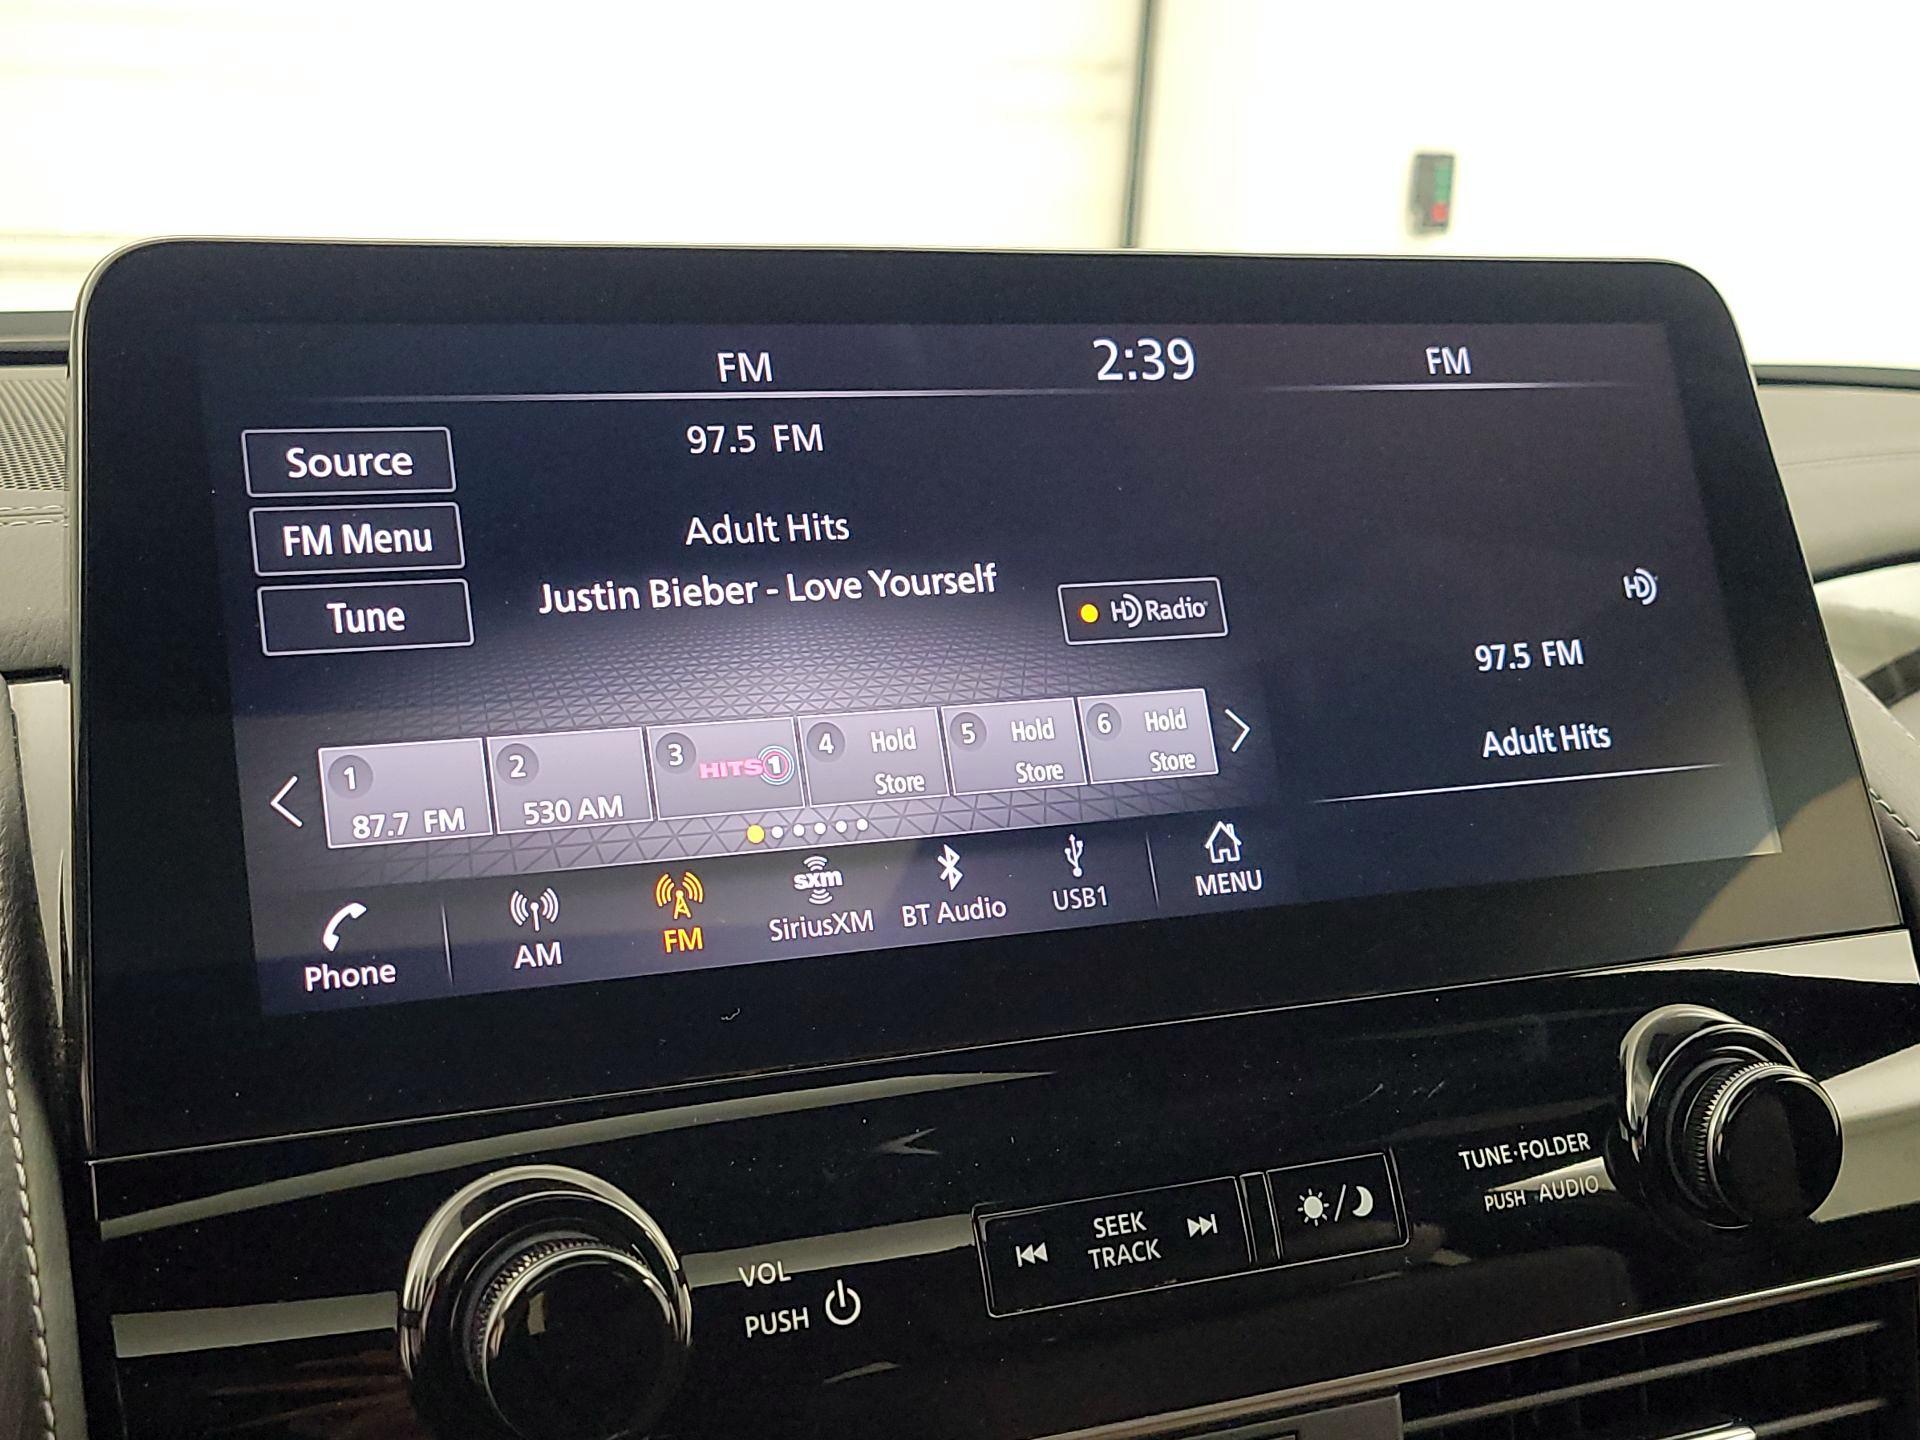 FM
2:39
FM
Source
97.5 FM
FM Menu
Adult Hits
Tune
Justin Bieber - Love Yourself
HD Radio
HD
97.5 FM
Adult Hits
1
87.7 FM
2
530 AM
3
HITS 1
4
Hold
Store
5
Hold
Store
6
Hold
Store
Phone
AM
FM
sxm
SiriusXM
BT Audio
USB1
MENU
VOL
PUSH
SEEK
TRACK
TUNE·FOLDER
PUSH AUDIO